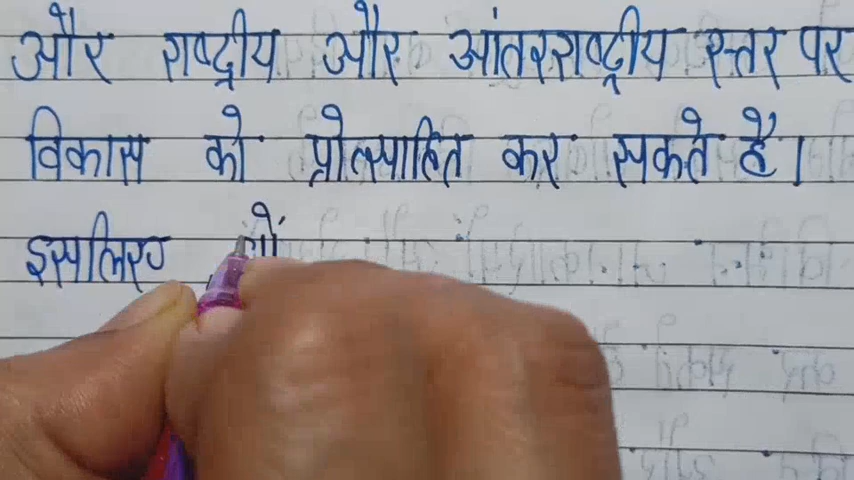 और राष्ट्रीय और आंतरराष्ट्रीय स्तर पर
विकास को प्रोत्साहित कर सकते है।
इसलिए